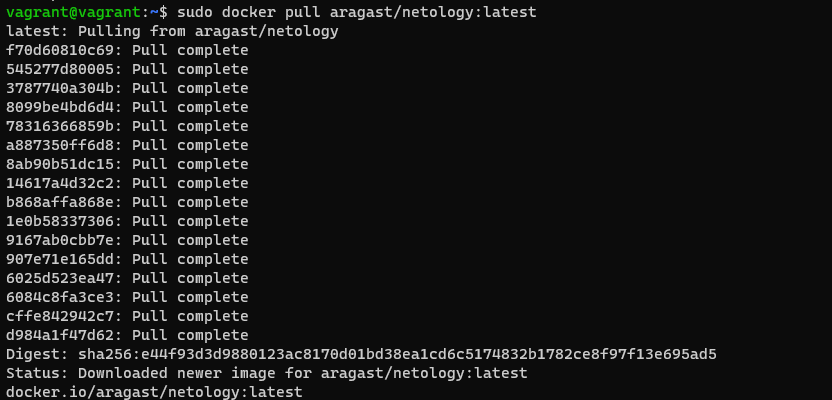 vagrant@vagrant:~$ sudo docker pull aragast/netology:latest
latest: Pulling from aragast/netology
f70d60810c69: Pull complete
545277d80005: Pull complete
3787740a304b: Pull complete
8099be4bd6d4: Pull complete
78316366859b: Pull complete
a887350ff6d8: Pull complete
8ab90b51dc15: Pull complete
14617a4d32c2: Pull complete
b868affa868e: Pull complete
1e0b58337306: Pull complete
9167ab0cbb7e: Pull complete
907e71e165dd: Pull complete
6025d523ea47: Pull complete
6084c8fa3ce3: Pull complete
cffe842942c7: Pull complete
d984a1f47d62: Pull complete
Digest: sha256:e44f93d3d9880123ac8170d01bd38ea1cd6c5174832b1782ce8f97f13e695ad5
Status: Downloaded newer image for aragast/netology:latest
docker.io/aragast/netology:latest